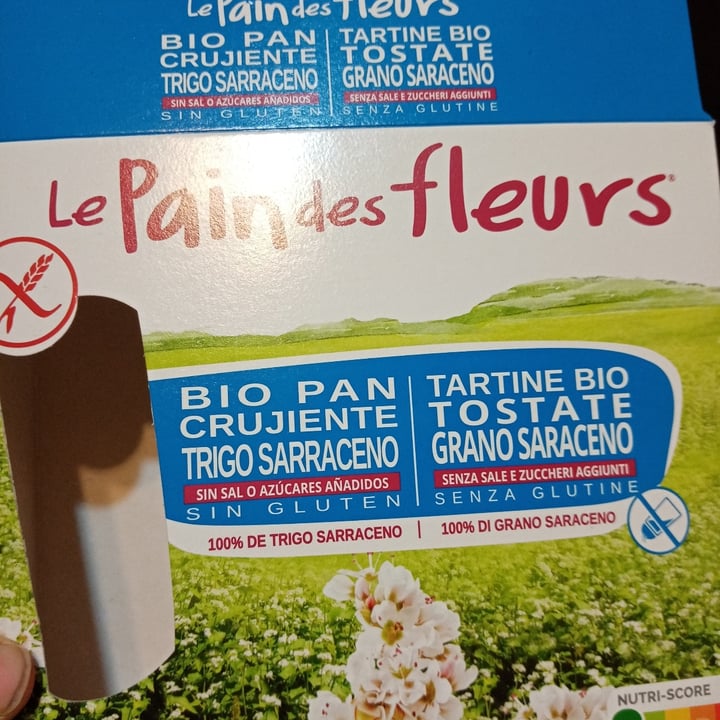 Le Pain des fleurs
BIO PAN
CRUJIENTE
TRIGO SARRACENO
SIN SAL O AZÚCARES AÑADIDOS
SIN GLUTEN
TARTINE BIO
TOSTATE
GRANO SARACENO
SENZA SALE E ZUCCHERI AGGIUNTI
SENZA GLUTINE
Le Pain des fleurs®
BIO PAN
CRUJIENTE
TRIGO SARRACENO
SIN SAL O AZÚCARES AÑADIDOS
SIN GLUTEN
100% DE TRIGO SARRACENO
TARTINE BIO
TOSTATE
GRANO SARACENO
SENZA SALE E ZUCCHERI AGGIUNTI
SENZA GLUTINE
100% DI GRANO SARACENO
NUTRI-SCORE